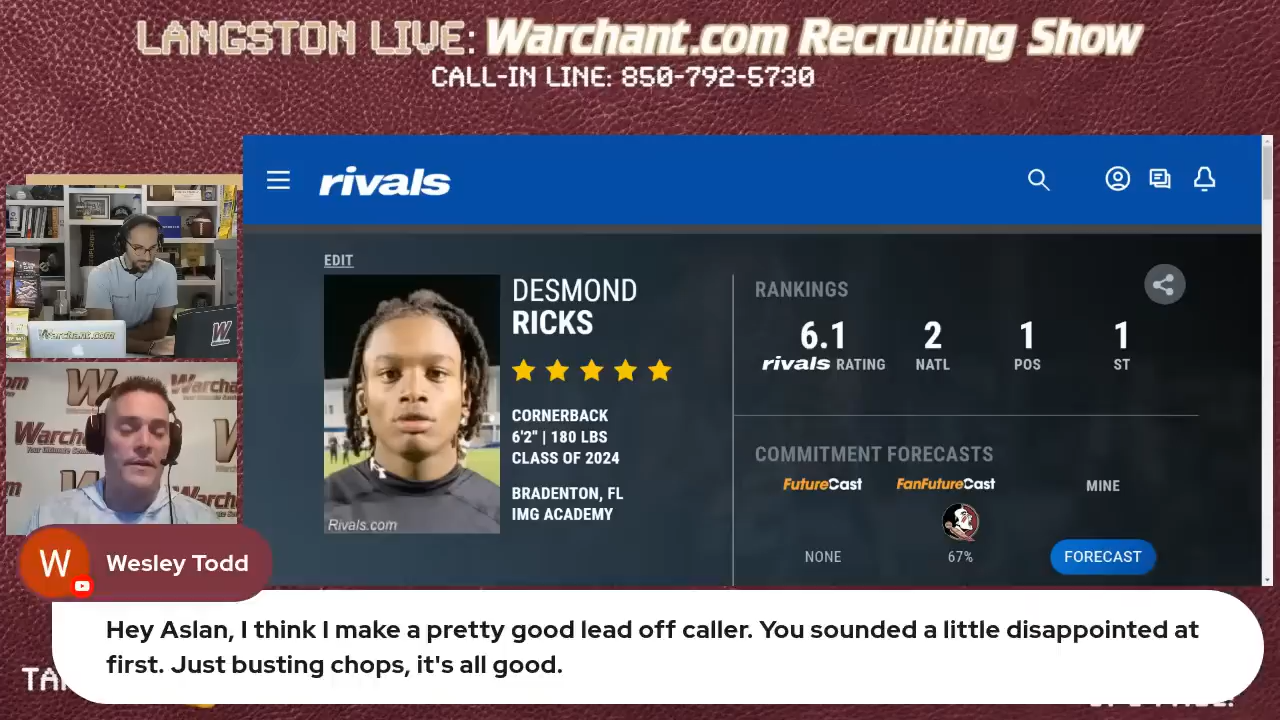 LANGSTON LIVE: Warchant.com Recruiting Show
CALL-IN LINE: 850-792-5730
rivals
EDIT
DESMOND
RICKS
CORNERBACK
6'2" | 180 LBS
CLASS OF 2024
BRADENTON, FL
IMG ACADEMY
Rivals.com
RANKINGS
6.1 2 1 1
rivals RATING NATL POS ST
COMMITMENT FORECASTS
FutureCast FanFutureCast MINE
NONE 67% FORECAST
Warchant.com
W
W Warchant
W
Wesley Todd
Hey Aslan, I think I make a pretty good lead off caller. You sounded a little disappointed at
first. Just busting chops, it's all good.